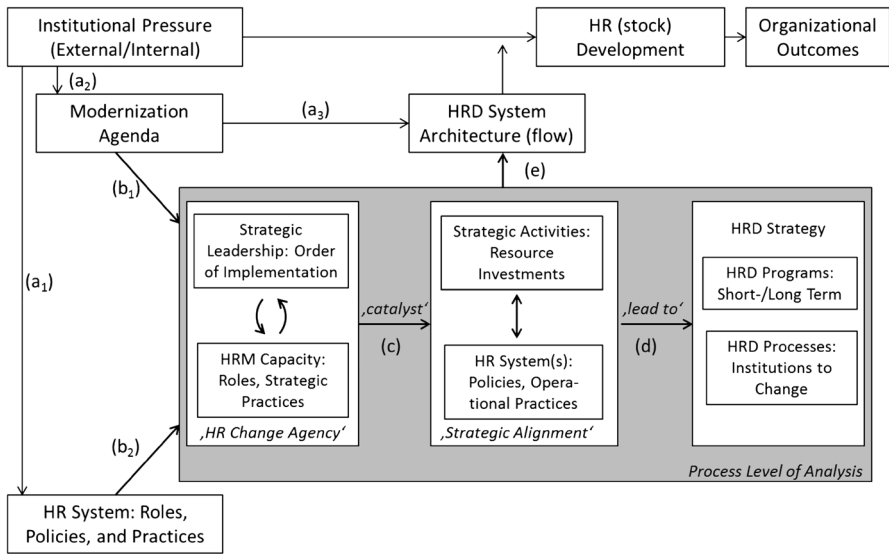 Institutional Pressure
(External/Internal)
HR (stock)
Development
Organizational
Outcomes
(a2)
Modernization
Agenda
(a3)
HRD System
Architecture (flow)
(b1)
(e)
(a1)
Strategic
Leadership: Order
of Implementation
HRM Capacity:
Roles, Strategic
Practices
‚HR Change Agency‘
‚catalyst‘
(c)
Strategic Activities:
Resource
Investments
HR System(s):
Policies, Opera-
tional Practices
‚Strategic Alignment‘
‚lead to‘
(d)
HRD Strategy
HRD Programs:
Short-/Long Term
HRD Processes:
Institutions to
Change
Process Level of Analysis
(b2)
HR System: Roles,
Policies, and Practices